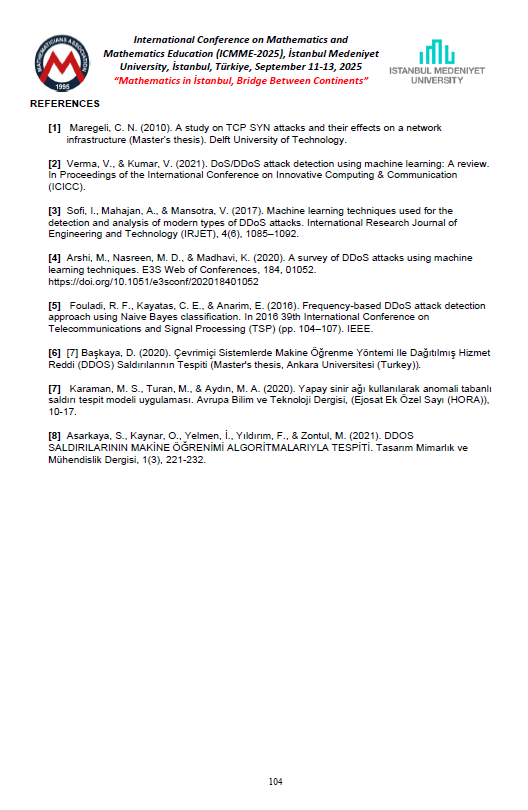 International Conference on Mathematics and
Mathematics Education (ICMME-2025), İstanbul Medeniyet
University, İstanbul, Türkiye, September 11-13, 2025
"Mathematics in İstanbul, Bridge Between Continents"
MATHEMATICIANS ASSOCIATION
1995
ISTANBUL MEDENIYET
UNIVERSITY
REFERENCES
[1] Maregeli, C. N. (2010). A study on TCP SYN attacks and their effects on a network
infrastructure (Master's thesis). Delft University of Technology.
[2] Verma, V., & Kumar, V. (2021). DoS/DDoS attack detection using machine learning: A review.
In Proceedings of the International Conference on Innovative Computing & Communication
(ICICC).
[3] Sofi, I., Mahajan, A., & Mansotra, V. (2017). Machine learning techniques used for the
detection and analysis of modern types of DDoS attacks. International Research Journal of
Engineering and Technology (IRJET), 4(6), 1085–1092.
[4] Arshi, M., Nasreen, M. D., & Madhavi, K. (2020). A survey of DDoS attacks using machine
learning techniques. E3S Web of Conferences, 184, 01052.
https://doi.org/10.1051/e3sconf/202018401052
[5] Fouladi, R. F., Kayatas, C. E., & Anarim, E. (2016). Frequency-based DDoS attack detection
approach using Naive Bayes classification. In 2016 39th International Conference on
Telecommunications and Signal Processing (TSP) (pp. 104–107). IEEE.
[6] [7] Başkaya, D. (2020). Çevrimiçi Sistemlerde Makine Öğrenme Yöntemi Ile Dağıtılmış Hizmet
Reddi (DDOS) Saldırılarının Tespiti (Master's thesis, Ankara Universitesi (Turkey)).
[7] Karaman, M. S., Turan, M., & Aydın, M. A. (2020). Yapay sinir ağı kullanılarak anomali tabanlı
saldırı tespit modeli uygulaması. Avrupa Bilim ve Teknoloji Dergisi, (Ejosat Ek Özel Sayı (HORA)),
10-17.
[8] Asarkaya, S., Kaynar, O., Yelmen, İ., Yıldırım, F., & Zontul, M. (2021). DDOS
SALDIRILARININ MAKİNE ÖĞRENİMİ ALGORİTMALARIYLA TESPİTİ. Tasarım Mimarlık ve
Mühendislik Dergisi, 1(3), 221-232.
104